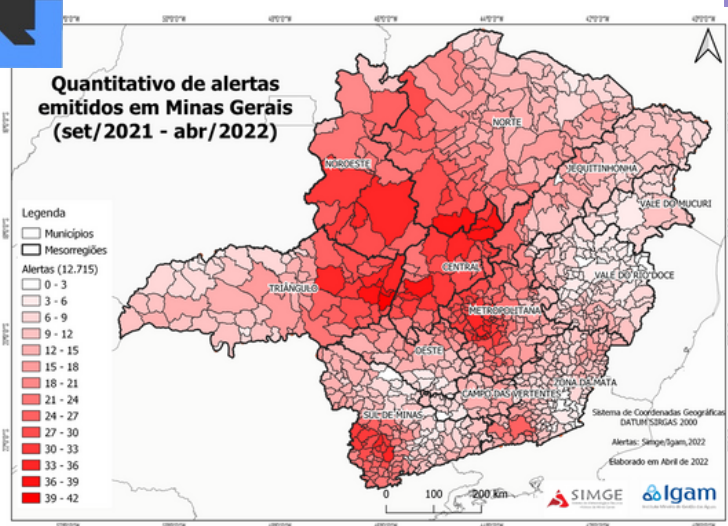 Quantitativo de alertas
emitidos em Minas Gerais
(set/2021 - abr/2022)
NORTE
NOROESTE
JEQUITINHONHA
VALE DO MUCURI
Legenda
Municípios
Mesorregiões
Alertas (12.715)
0 - 3
3 - 6
6 - 9
9 - 12
12 - 15
15 - 18
18 - 21
21 - 24
24 - 27
27 - 30
30 - 33
33 - 36
36 - 39
39 - 42
CENTRAL
VALE DO RIO DOCE
TRIÂNGULO
METROPOLITANA
OESTE
ZONA DA MATA
CAMPO DAS VERTENTES
SUL DE MINAS
Sistema de Coordenadas Geográficas
DATUM SIRGAS 2000
Alertas: Simge/Igam,2022
Elaborado em Abril de 2022
0 100 200 km
SIMGE
Igam